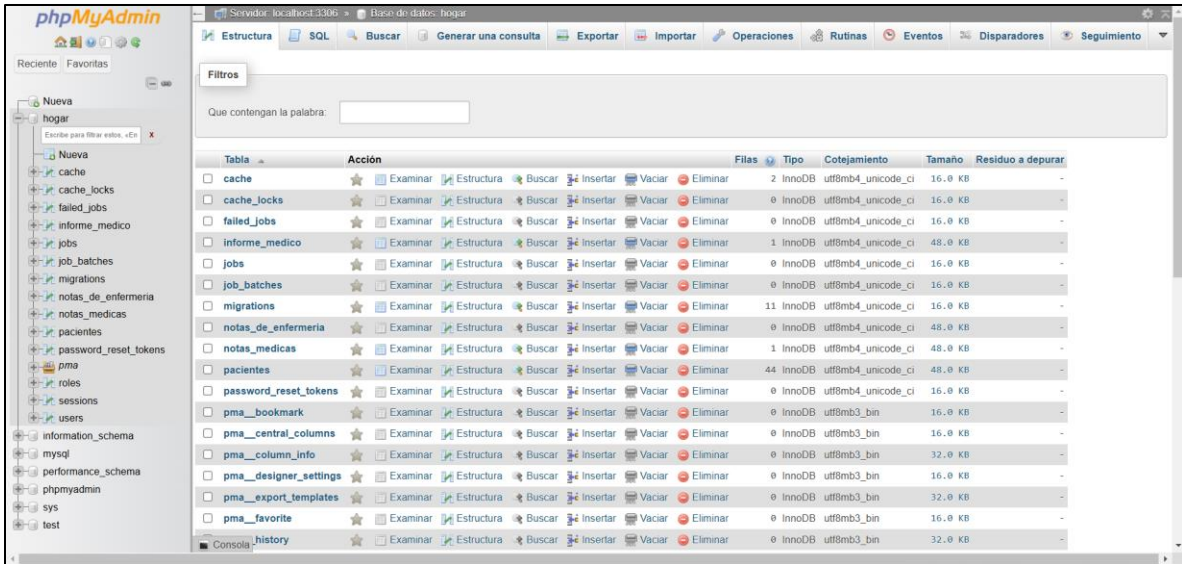 phpMyAdmin
Reciente Favoritas
Nueva
hogar
Escribe para filtrar estos, «En X
Nueva
cache
cache_locks
failed_jobs
informe_medico
jobs
job_batches
migrations
notas_de_enfermeria
notas_medicas
pacientes
password_reset_tokens
pma
roles
sessions
users
information_schema
mysql
performance_schema
phpmyadmin
sys
test
Servidor: localhost:3306 » Base de datos: hogar
Estructura SQL Buscar Generar una consulta Exportar Importar Operaciones Rutinas Eventos Disparadores Seguimiento
Filtros
Que contengan la palabra:
Tabla Acción Filas Tipo Cotejamiento Tamaño Residuo a depurar
cache Examinar Estructura Buscar Insertar Vaciar Eliminar 2 InnoDB utf8mb4_unicode_ci 16.0 KB -
cache_locks Examinar Estructura Buscar Insertar Vaciar Eliminar 0 InnoDB utf8mb4_unicode_ci 16.0 KB -
failed_jobs Examinar Estructura Buscar Insertar Vaciar Eliminar 0 InnoDB utf8mb4_unicode_ci 16.0 KB -
informe_medico Examinar Estructura Buscar Insertar Vaciar Eliminar 1 InnoDB utf8mb4_unicode_ci 48.0 KB -
jobs Examinar Estructura Buscar Insertar Vaciar Eliminar 0 InnoDB utf8mb4_unicode_ci 16.0 KB -
job_batches Examinar Estructura Buscar Insertar Vaciar Eliminar 0 InnoDB utf8mb4_unicode_ci 16.0 KB -
migrations Examinar Estructura Buscar Insertar Vaciar Eliminar 11 InnoDB utf8mb4_unicode_ci 16.0 KB -
notas_de_enfermeria Examinar Estructura Buscar Insertar Vaciar Eliminar 0 InnoDB utf8mb4_unicode_ci 48.0 KB -
notas_medicas Examinar Estructura Buscar Insertar Vaciar Eliminar 1 InnoDB utf8mb4_unicode_ci 48.0 KB -
pacientes Examinar Estructura Buscar Insertar Vaciar Eliminar 44 InnoDB utf8mb4_unicode_ci 48.0 KB -
password_reset_tokens Examinar Estructura Buscar Insertar Vaciar Eliminar 0 InnoDB utf8mb4_unicode_ci 16.0 KB -
pma__bookmark Examinar Estructura Buscar Insertar Vaciar Eliminar 0 InnoDB utf8mb3_bin 16.0 KB -
pma__central_columns Examinar Estructura Buscar Insertar Vaciar Eliminar 0 InnoDB utf8mb3_bin 16.0 KB -
pma__column_info Examinar Estructura Buscar Insertar Vaciar Eliminar 0 InnoDB utf8mb3_bin 32.0 KB -
pma__designer_settings Examinar Estructura Buscar Insertar Vaciar Eliminar 0 InnoDB utf8mb3_bin 16.0 KB -
pma__export_templates Examinar Estructura Buscar Insertar Vaciar Eliminar 0 InnoDB utf8mb3_bin 32.0 KB -
pma__favorite Examinar Estructura Buscar Insertar Vaciar Eliminar 0 InnoDB utf8mb3_bin 16.0 KB -
Consola _history Examinar Estructura Buscar Insertar Vaciar Eliminar 0 InnoDB utf8mb3_bin 32.0 KB -